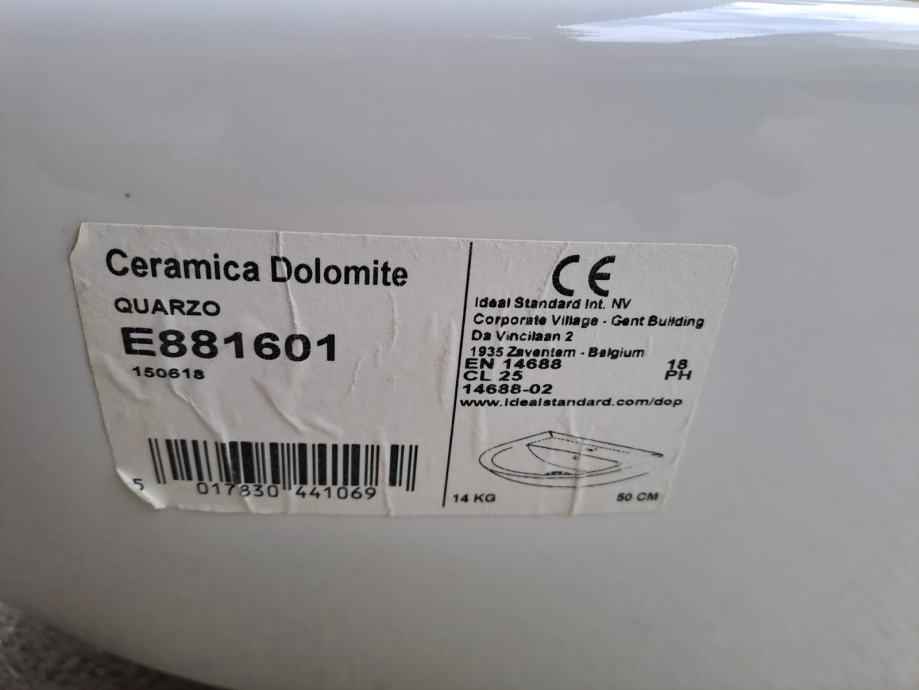 Ceramica Dolomite
QUARZO
E881601
150618
5 017830 441069
CE
Ideal Standard Int. NV
Corporate Village - Gent Building
Da Vincilaan 2
1935 Zaventem - Belgium
EN 14688 18
CL 25 PH
14688-02
www.idealstandard.com/dop
14 KG 50 CM